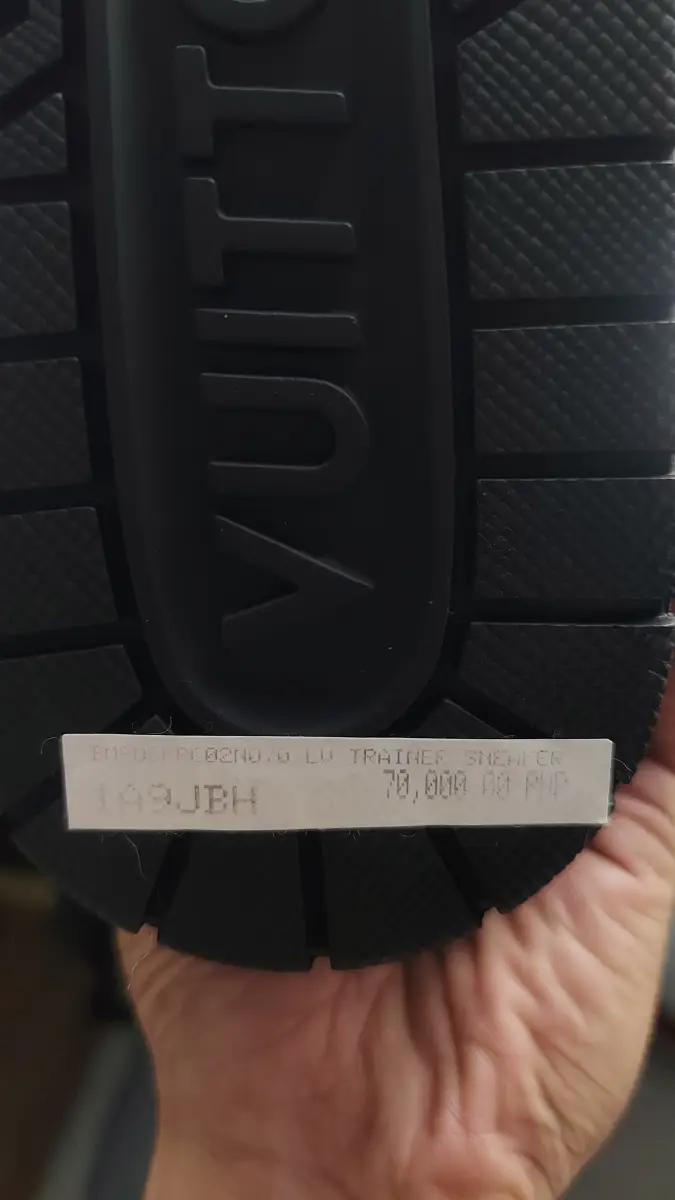 VUITT
LV TRAINER SNEAKER
1A9JBH
70,000.00 PHP